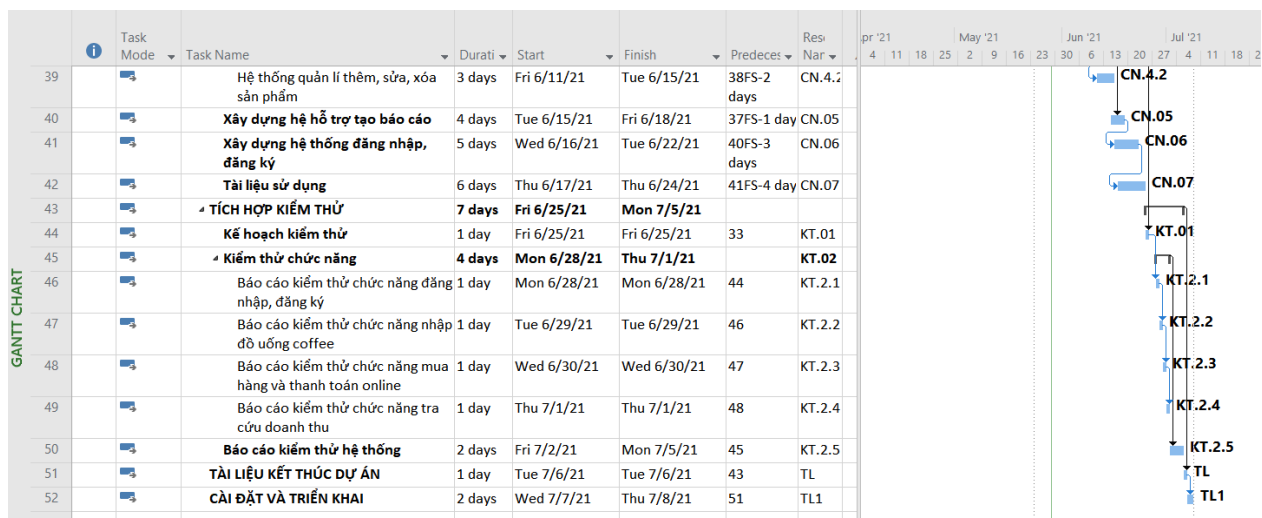 Task Mode Task Name Durati Start Finish Predeces Res Nar
pr '21 May '21 Jun '21 Jul '21
4 11 18 25 2 9 16 23 30 6 13 20 27 4 11 18 2
39 Hệ thống quản lí thêm, sửa, xóa sản phẩm 3 days Fri 6/11/21 Tue 6/15/21 38FS-2 days CN.4.2 CN.4.2
40 Xây dựng hệ hỗ trợ tạo báo cáo 4 days Tue 6/15/21 Fri 6/18/21 37FS-1 day CN.05 CN.05
41 Xây dựng hệ thống đăng nhập, đăng ký 5 days Wed 6/16/21 Tue 6/22/21 40FS-3 days CN.06 CN.06
42 Tài liệu sử dụng 6 days Thu 6/17/21 Thu 6/24/21 41FS-4 day CN.07 CN.07
43 TÍCH HỢP KIỂM THỬ 7 days Fri 6/25/21 Mon 7/5/21
44 Kế hoạch kiểm thử 1 day Fri 6/25/21 Fri 6/25/21 33 KT.01 KT.01
45 Kiểm thử chức năng 4 days Mon 6/28/21 Thu 7/1/21 KT.02
46 Báo cáo kiểm thử chức năng đăng nhập, đăng ký 1 day Mon 6/28/21 Mon 6/28/21 44 KT.2.1 KT.2.1
47 Báo cáo kiểm thử chức năng nhập đồ uống coffee 1 day Tue 6/29/21 Tue 6/29/21 46 KT.2.2 KT.2.2
48 Báo cáo kiểm thử chức năng mua hàng và thanh toán online 1 day Wed 6/30/21 Wed 6/30/21 47 KT.2.3 KT.2.3
49 Báo cáo kiểm thử chức năng tra cứu doanh thu 1 day Thu 7/1/21 Thu 7/1/21 48 KT.2.4 KT.2.4
50 Báo cáo kiểm thử hệ thống 2 days Fri 7/2/21 Mon 7/5/21 45 KT.2.5 KT.2.5
51 TÀI LIỆU KẾT THÚC DỰ ÁN 1 day Tue 7/6/21 Tue 7/6/21 43 TL TL
52 CÀI ĐẶT VÀ TRIỂN KHAI 2 days Wed 7/7/21 Thu 7/8/21 51 TL1 TL1
GANTT CHART